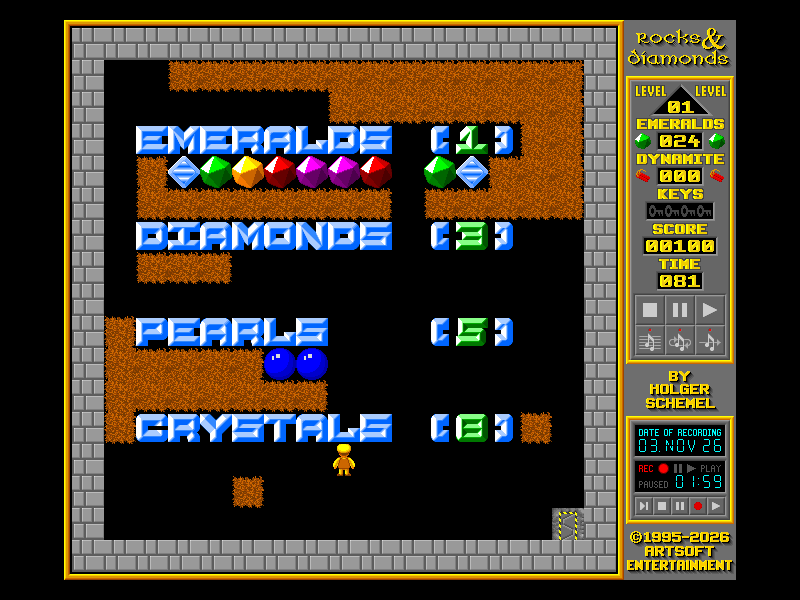 rocks&
diamonds
LEVEL LEVEL
01
EMERALDS
024
DYNAMITE
000
KEYS
SCORE
00100
TIME
081
EMERALDS (1)
DIAMONDS (3)
PEARLS (5)
CRYSTALS (8)
BY
HOLGER
SCHEMEL
DATE OF RECORDING
03.NOV 26
REC PLAY
PAUSED 01:59
©1995-2026
ARTSOFT
ENTERTAINMENT